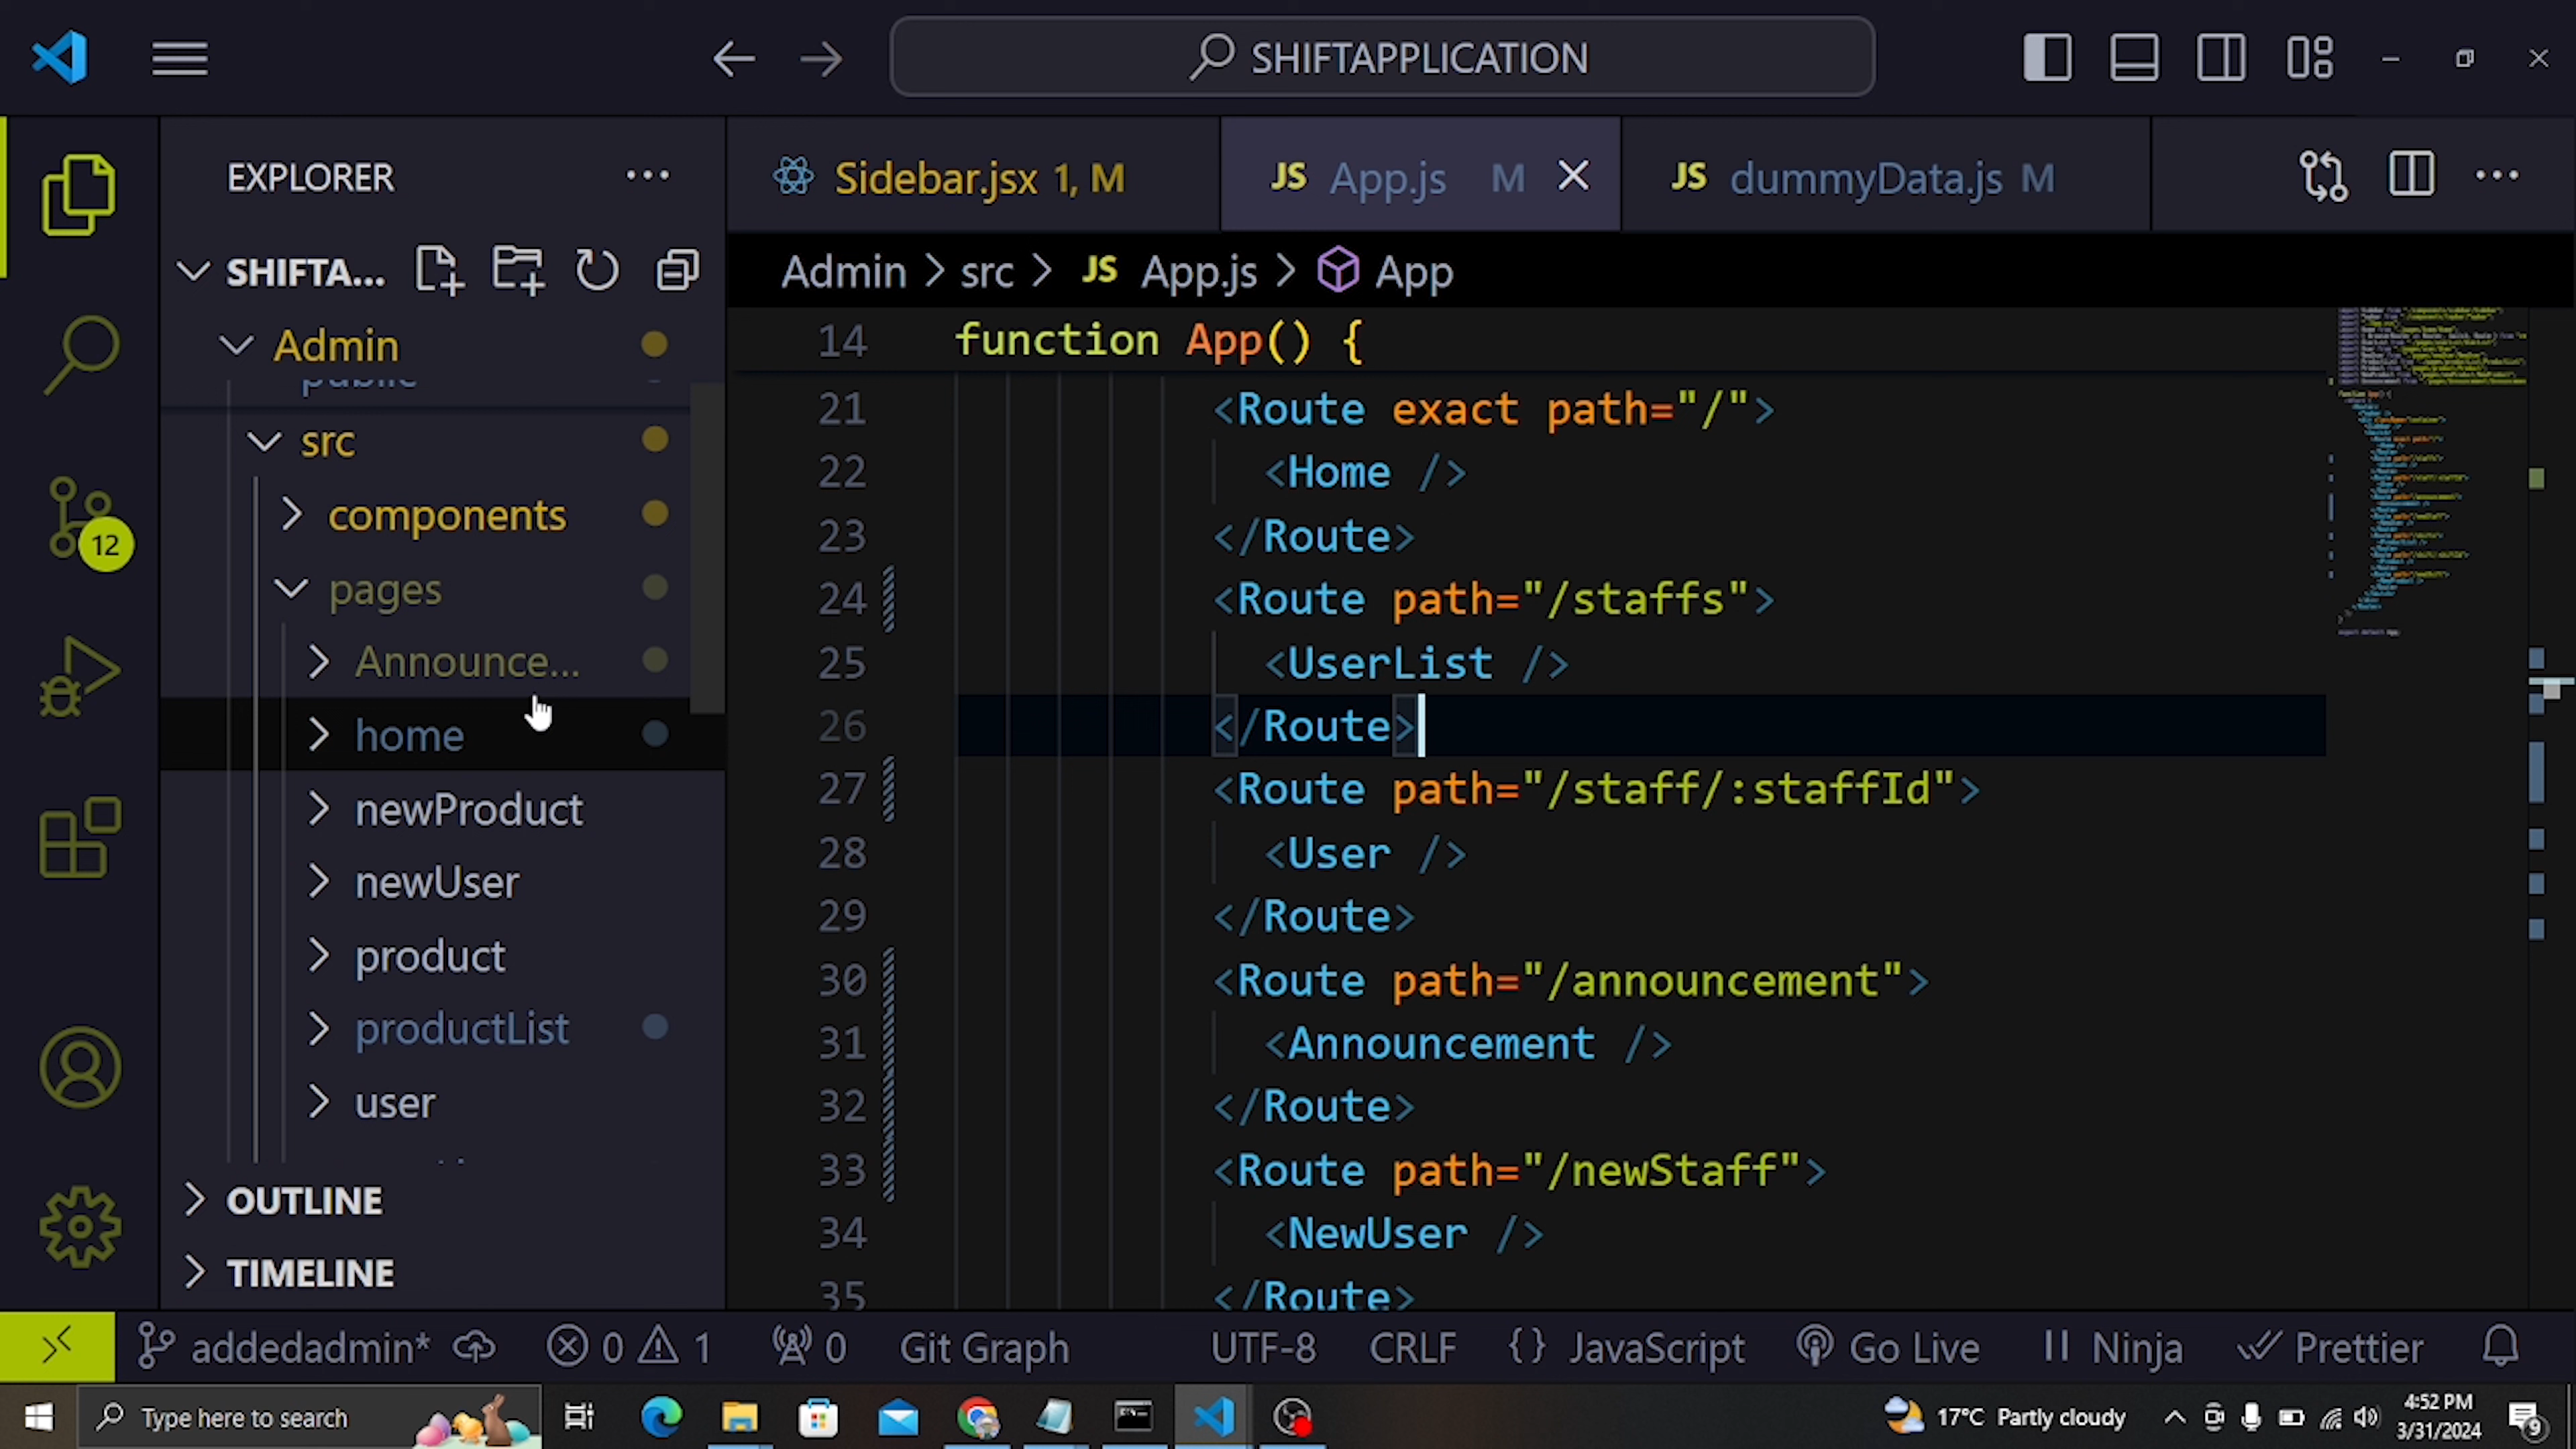 SHIFTAPPLICATION
EXPLORER
SHIFTA...
Admin
public
src
components
pages
Announce...
home
newProduct
newUser
product
productList
user
OUTLINE
TIMELINE
12
Sidebar.jsx 1, M
JS App.js M
JS dummyData.js M
Admin > src > JS App.js > App
14 function App() {
21 <Route exact path="/">
22 <Home />
23 </Route>
24 <Route path="/staffs">
25 <UserList />
26 </Route>
27 <Route path="/staff/:staffId">
28 <User />
29 </Route>
30 <Route path="/announcement">
31 <Announcement />
32 </Route>
33 <Route path="/newStaff">
34 <NewUser />
35 </Route>
addedadmin* 0 1 0 Git Graph UTF-8 CRLF {} JavaScript Go Live Ninja Prettier
Type here to search 17°C Partly cloudy 4:52 PM
3/31/2024 9